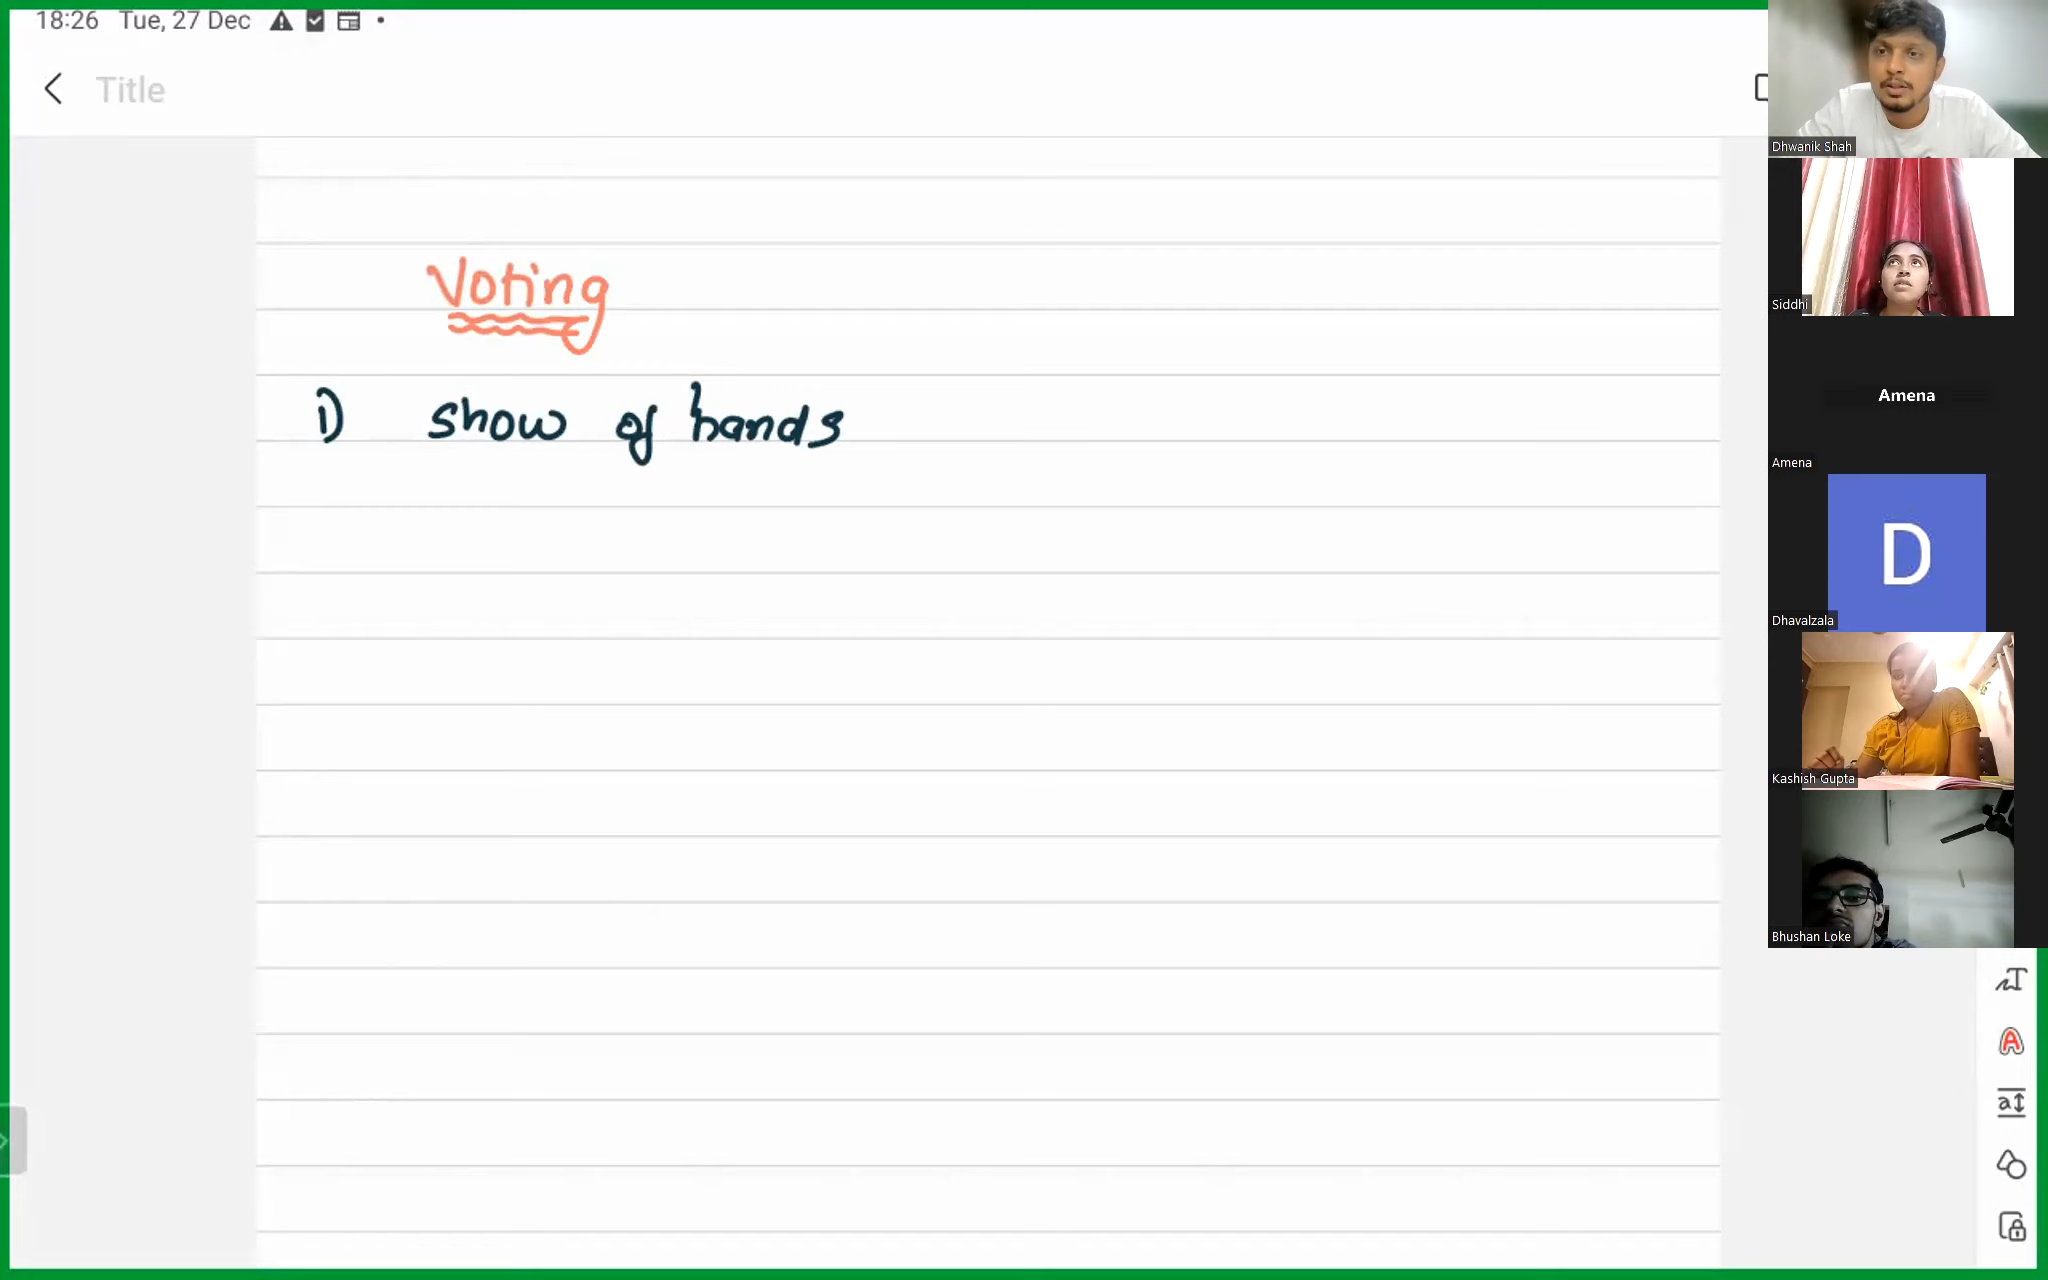 18:26 Tue, 27 Dec
Title
Voting
1) show of hands
Dhwanik Shah
Siddhi
Amena
Amena
D
Dhavalzala
Kashish Gupta
Bhushan Loke
T
A
a